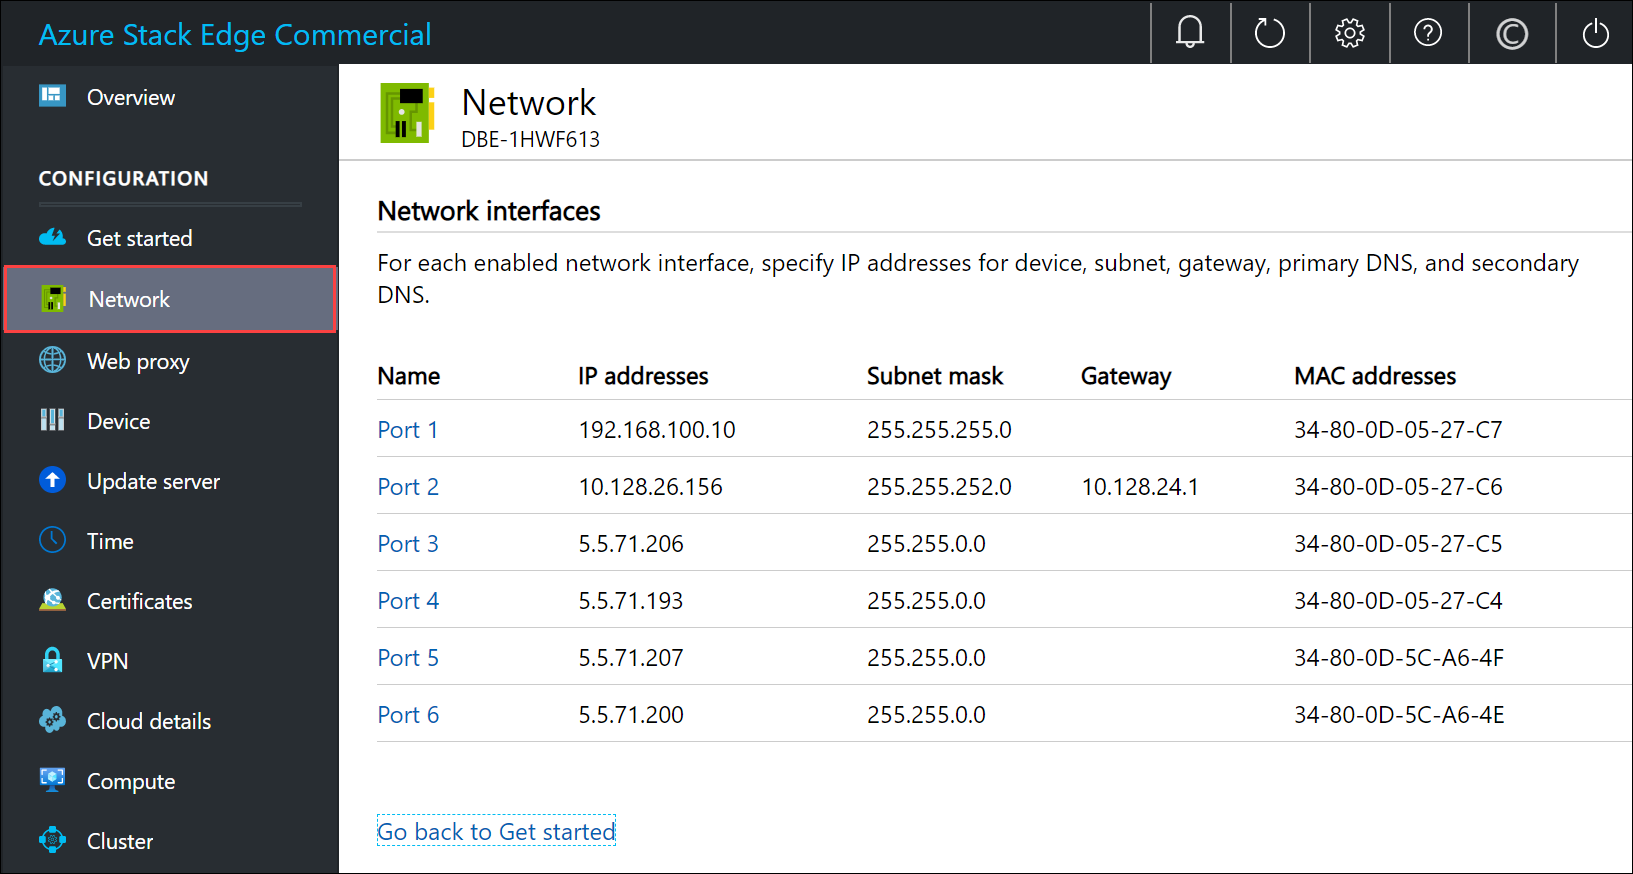 Azure Stack Edge Commercial
Overview
CONFIGURATION
Get started
Network
Web proxy
Device
Update server
Time
Certificates
VPN
Cloud details
Compute
Cluster
Network
DBE-1HWF613
Network interfaces
For each enabled network interface, specify IP addresses for device, subnet, gateway, primary DNS, and secondary
DNS.
Name IP addresses Subnet mask Gateway MAC addresses
Port 1 192.168.100.10 255.255.255.0 34-80-0D-05-27-C7
Port 2 10.128.26.156 255.255.252.0 10.128.24.1 34-80-0D-05-27-C6
Port 3 5.5.71.206 255.255.0.0 34-80-0D-05-27-C5
Port 4 5.5.71.193 255.255.0.0 34-80-0D-05-27-C4
Port 5 5.5.71.207 255.255.0.0 34-80-0D-5C-A6-4F
Port 6 5.5.71.200 255.255.0.0 34-80-0D-5C-A6-4E
Go back to Get started